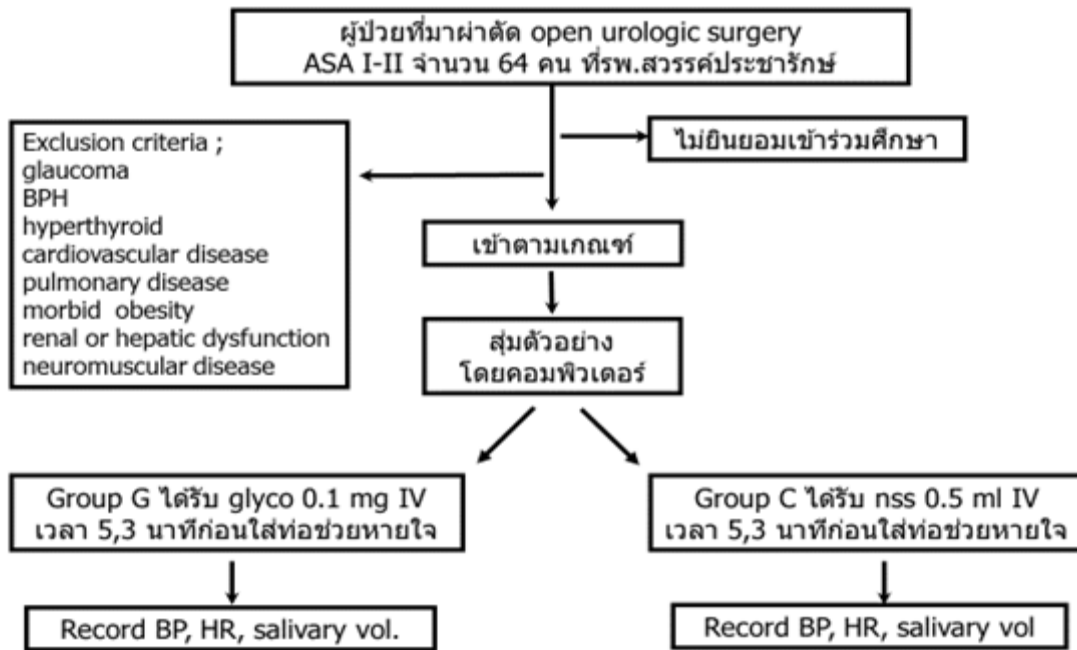 ผู้ป่วยที่มาผ่าตัด open urologic surgery
ASA I-II จำนวน 64 คน ที่รพ.สวรรค์ประชารักษ์
ไม่ยินยอมเข้าร่วมศึกษา
Exclusion criteria ;
glaucoma
BPH
hyperthyroid
cardiovascular disease
pulmonary disease
morbid obesity
renal or hepatic dysfunction
neuromuscular disease
เข้าตามเกณฑ์
สุ่มตัวอย่าง
โดยคอมพิวเตอร์
Group G ได้รับ glyco 0.1 mg IV
เวลา 5,3 นาทีก่อนใส่ท่อช่วยหายใจ
Group C ได้รับ nss 0.5 ml IV
เวลา 5,3 นาทีก่อนใส่ท่อช่วยหายใจ
Record BP, HR, salivary vol.
Record BP, HR, salivary vol